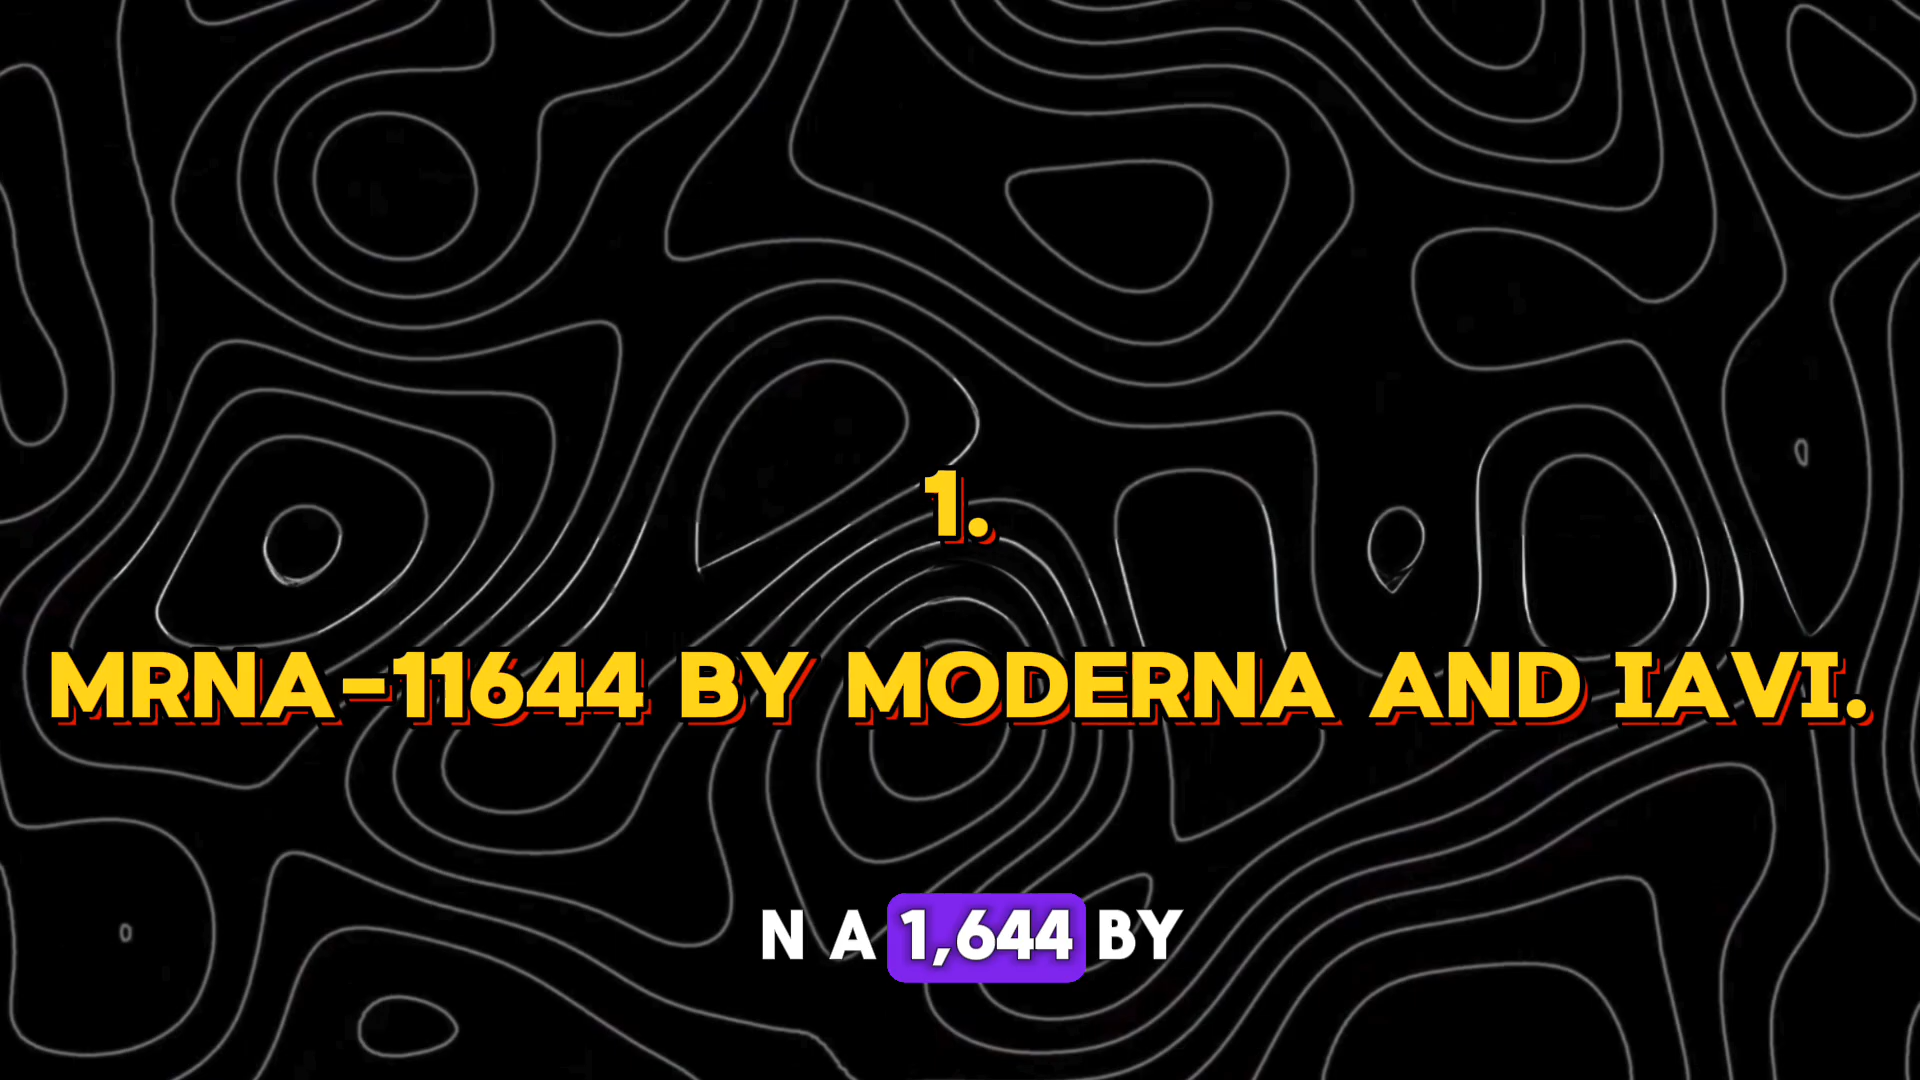 1.
MRNA-11644 BY MODERNA AND IAVI.
N A 1,644 BY